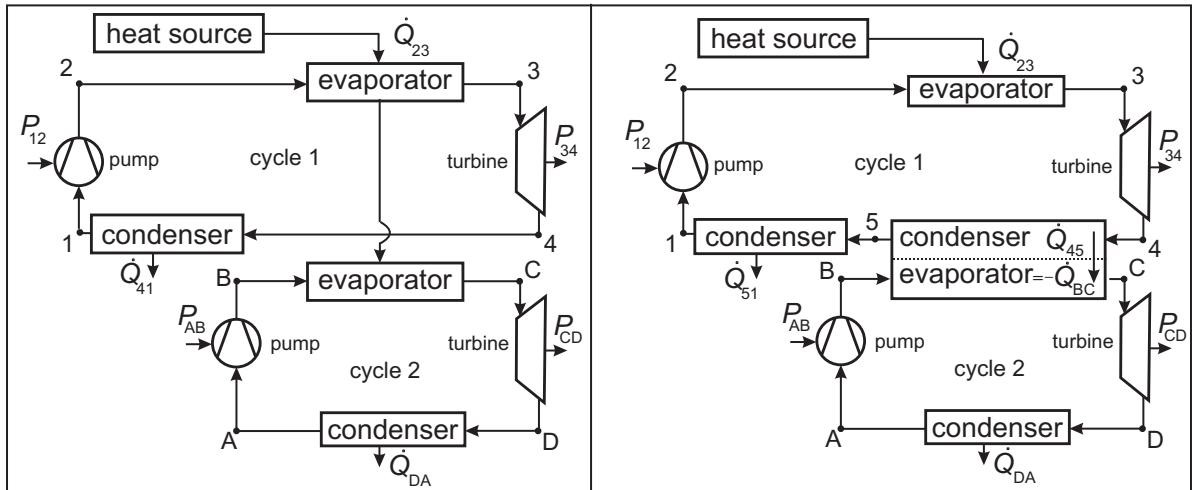 heat source
Q̇23
2
evaporator
3
P12
pump
cycle 1
turbine
P34
1
condenser
4
Q̇41
B
evaporator
C
PAB
pump
turbine
PCD
cycle 2
A
condenser
D
Q̇DA
heat source
Q̇23
2
evaporator
3
P12
pump
cycle 1
turbine
P34
1
condenser
5
condenser
Q̇45
4
Q̇51
B
evaporator=-Q̇BC
C
PAB
pump
turbine
PCD
cycle 2
A
condenser
D
Q̇DA